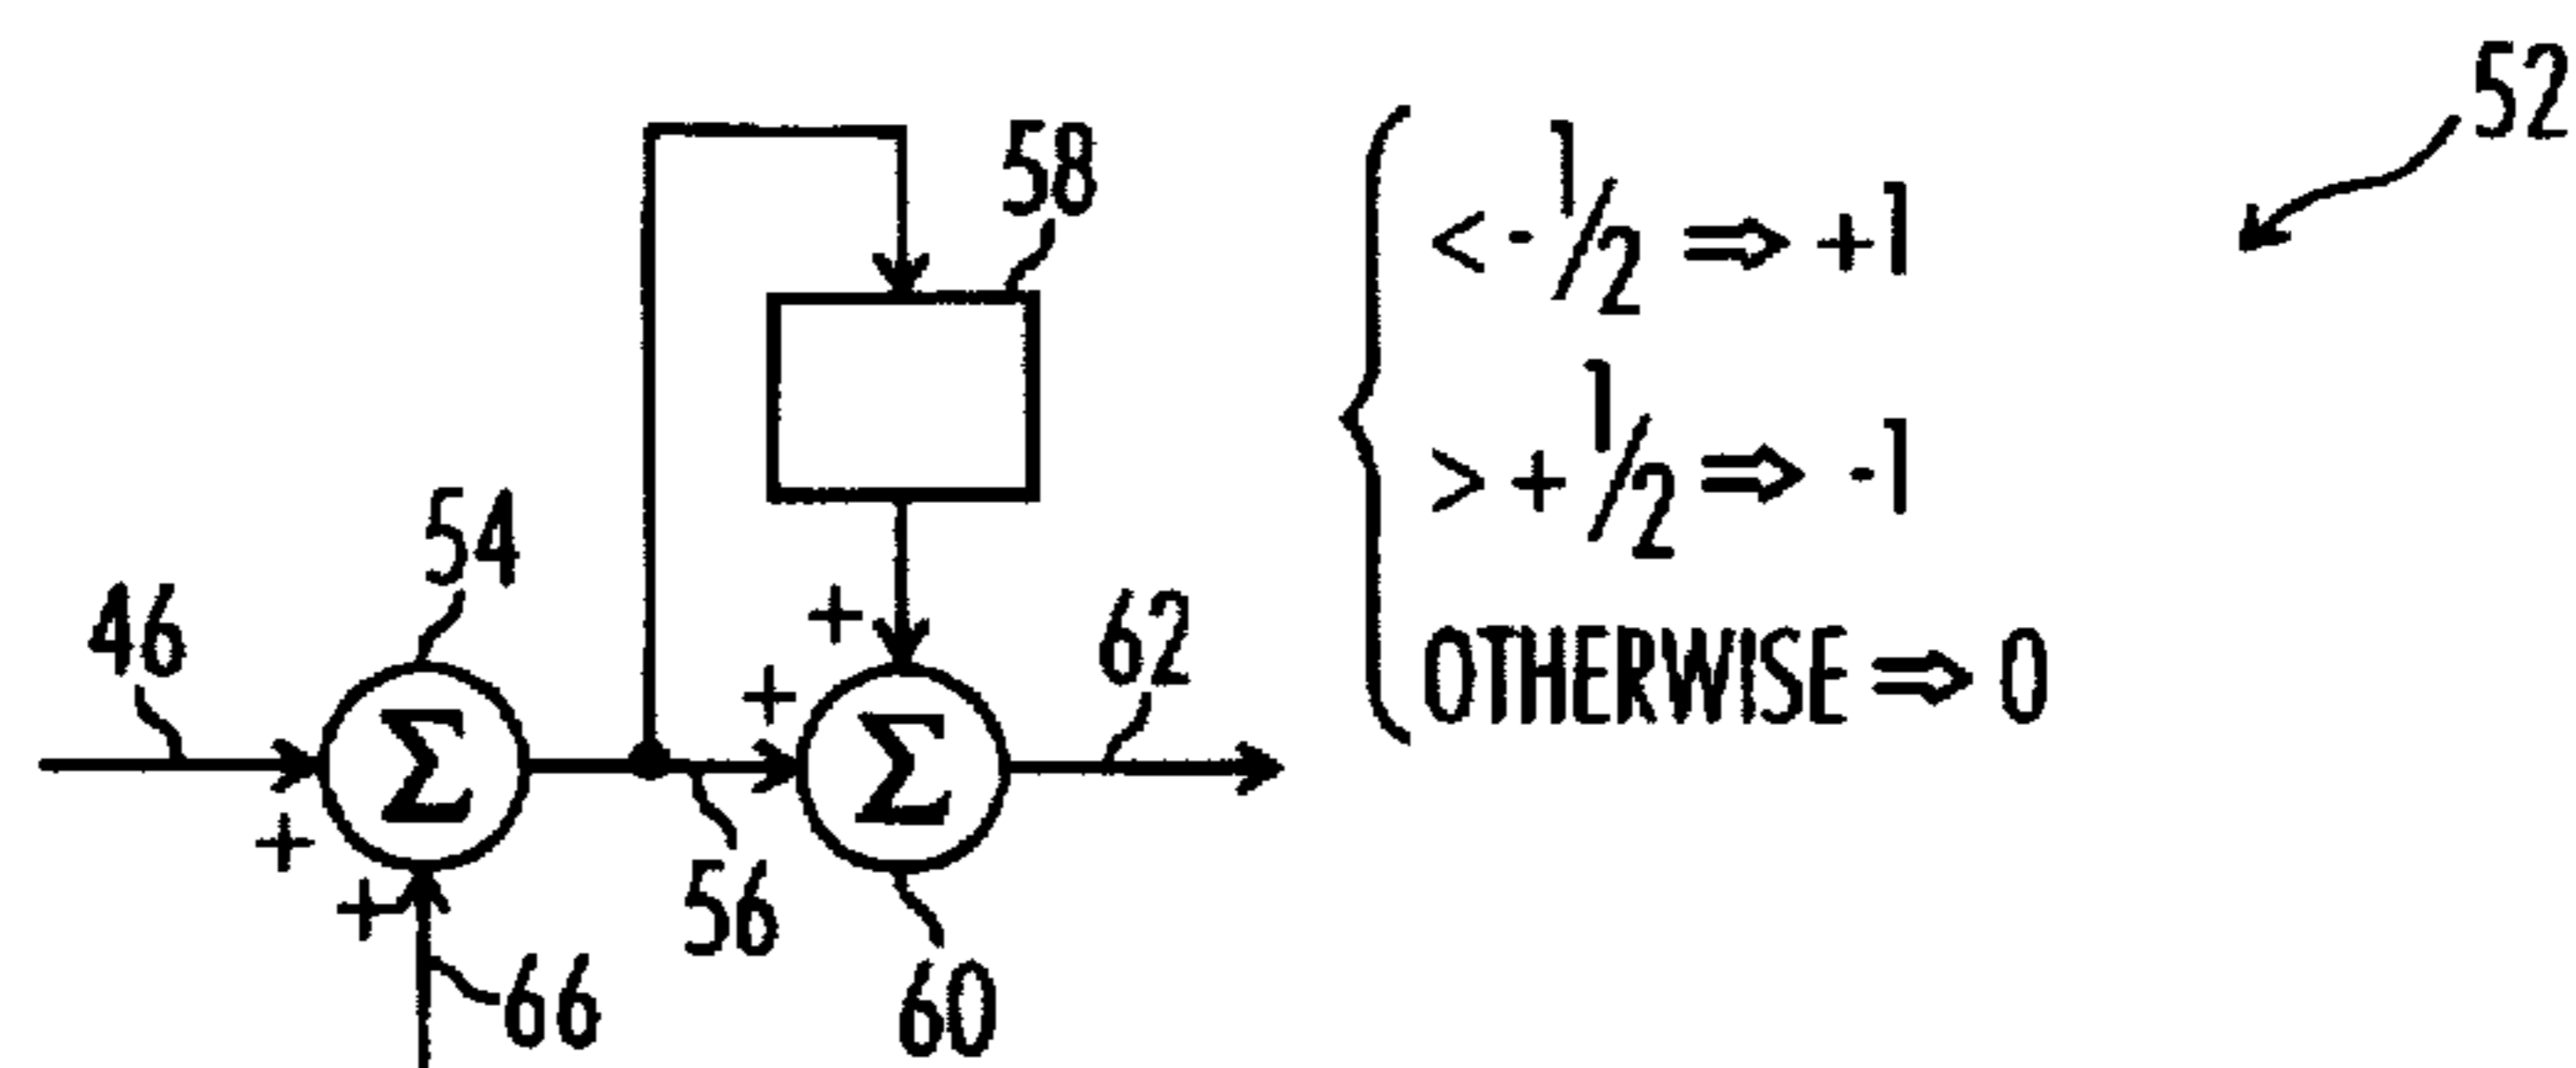 52
58
< - 1/2 ⇒ +1
> + 1/2 ⇒ -1
OTHERWISE ⇒ 0
54
46
62
+
+
Σ
Σ
+
+
56
66
60